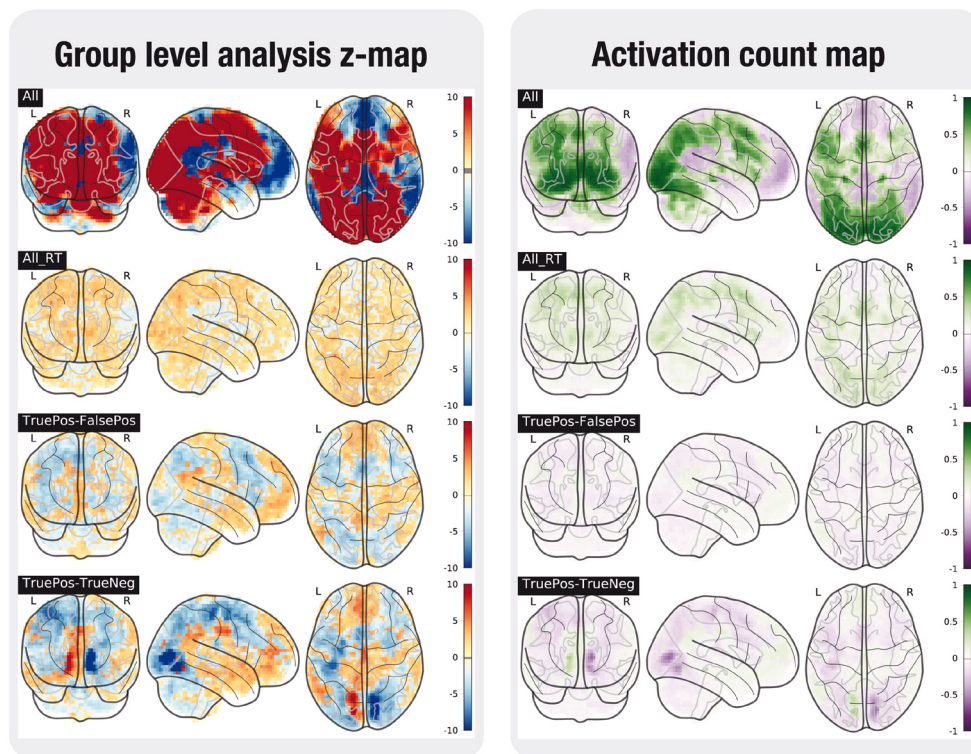 Group level analysis z-map
All
L R
10
5
0
-5
-10
All_RT
L R
10
5
0
-5
-10
TruePos-FalsePos
L R
10
5
0
-5
-10
TruePos-TrueNeg
L R
10
5
0
-5
-10
L R
L R
L R
L R
Activation count map
All
L R
1
0.5
0
-0.5
-1
All_RT
L R
1
0.5
0
-0.5
-1
TruePos-FalsePos
L R
1
0.5
0
-0.5
-1
TruePos-TrueNeg
L R
1
0.5
0
-0.5
-1
L R
L R
L R
L R